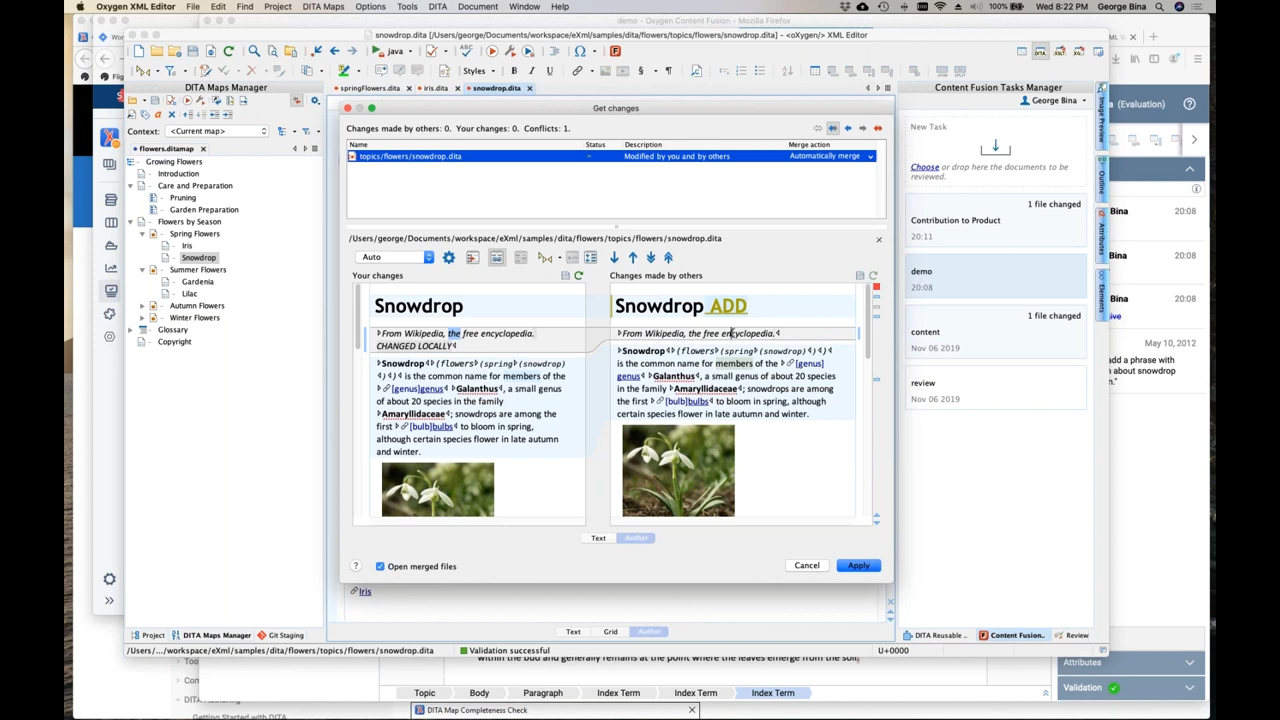 Oxygen XML Editor File Edit Find Project DITA Maps Options Tools DITA Document Window Help
100% Wed 8:22 PM George Bina
demo - Oxygen Content Fusion - Mozilla Firefox
snowdrop.dita [/Users/george/Documents/workspace/eXml/samples/dita/flowers/topics/flowers/snowdrop.dita] - <oXygen/> XML Editor
java
Styles
DITA Maps Manager
springFlowers.dita
iris.dita
snowdrop.dita
Content Fusion Tasks Manager
George Bina
(Evaluation)
Context: <Current map>
flowers.ditamap
Growing Flowers
Introduction
Care and Preparation
Pruning
Garden Preparation
Flowers by Season
Spring Flowers
Iris
Snowdrop
Summer Flowers
Gardenia
Lilac
Autumn Flowers
Winter Flowers
Glossary
Copyright
Get changes
Changes made by others: 0. Your changes: 0. Conflicts: 1.
Merge
Status
Description
Merge action
topics/flowers/snowdrop.dita
Modified by you and by others
Automatically merge
/Users/george/Documents/workspace/eXml/samples/dita/flowers/topics/flowers/snowdrop.dita
Auto
Your changes
Changes made by others
Snowdrop
From Wikipedia, the free encyclopedia.
CHANGED LOCALLY
Snowdrop (flowers (spring (snowdrop)
)) is the common name for members of the
[genus]genus Galanthus, a small genus
of about 20 species in the family
Amaryllidaceae; snowdrops are among the
first [bulb]bulbs to bloom in spring,
although certain species flower in late autumn
and winter.
Snowdrop ADD
From Wikipedia, the free encyclopedia.
Snowdrop (flowers (spring (snowdrop)))
is the common name for members of the [genus]
genus Galanthus, a small genus of about 20 species
in the family Amaryllidaceae; snowdrops are among
the first [bulb]bulbs to bloom in spring, although
certain species flower in late autumn and winter.
Text
Author
Open merged files
Cancel
Apply
Iris
Text
Grid
Author
New Task
Choose or drop here the documents to be
reviewed.
1 file changed
Contribution to Product
20:11
demo
20:08
1 file changed
content
Nov 06 2019
review
Nov 06 2019
Image Preview
Outline
Attributes
Elements
Bina 20:08
Bina 20:08
Bina 20:08
May 10, 2012
add a phrase with
about snowdrop
Project
DITA Maps Manager
Git Staging
DITA Reusable ..
Content Fusion..
Review
/Users/.../workspace/eXml/samples/dita/flowers/topics/flowers/snowdrop.dita
Validation successful
U+0000
within the bud and generally remains at the point where the leaves emerge from the soil.
Attributes
Validation
Topic
Body
Paragraph
Index Term
Index Term
Index Term
DITA Map Completeness Check
Getting Started with DITA